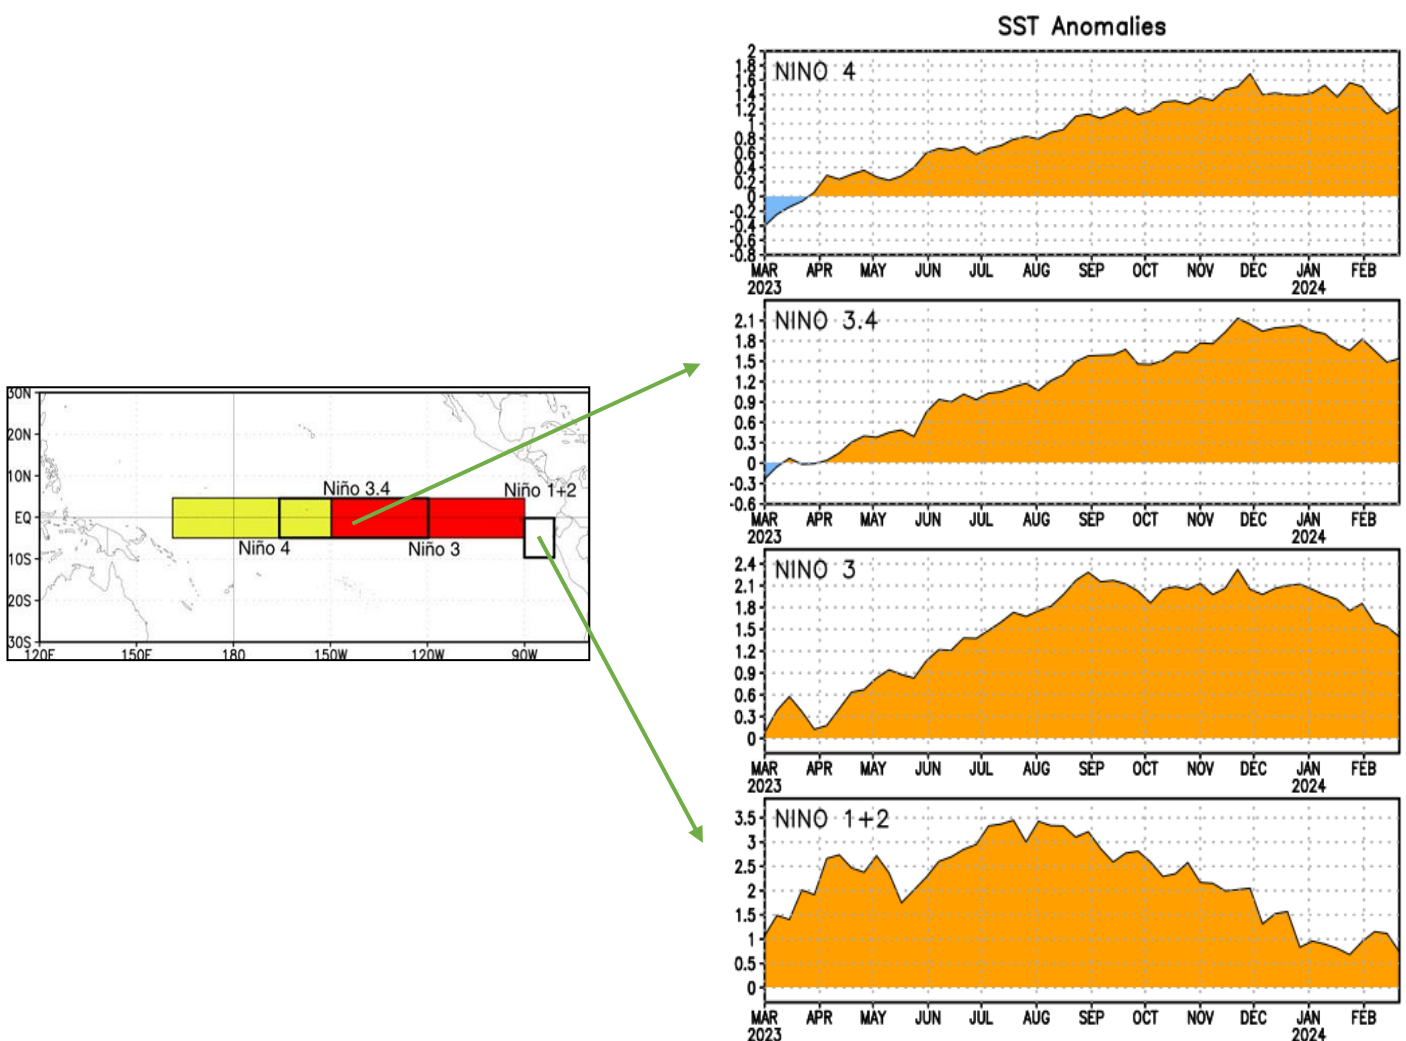 SST Anomalies
NINO 4
2
1.8
1.6
1.4
1.2
1
0.8
0.6
0.4
0.2
0
-0.2
-0.4
-0.6
-0.8
MAR APR MAY JUN JUL AUG SEP OCT NOV DEC JAN FEB
2023 2024
NINO 3.4
2.1
1.8
1.5
1.2
0.9
0.6
0.3
0
-0.3
-0.6
MAR APR MAY JUN JUL AUG SEP OCT NOV DEC JAN FEB
2023 2024
NINO 3
2.4
2.1
1.8
1.5
1.2
0.9
0.6
0.3
0
MAR APR MAY JUN JUL AUG SEP OCT NOV DEC JAN FEB
2023 2024
NINO 1+2
3.5
3
2.5
2
1.5
1
0.5
0
MAR APR MAY JUN JUL AUG SEP OCT NOV DEC JAN FEB
2023 2024
30N
20N
10N
EQ
10S
20S
30S
120E 150E 180 150W 120W 90W
Niño 3.4
Niño 1+2
Niño 4
Niño 3